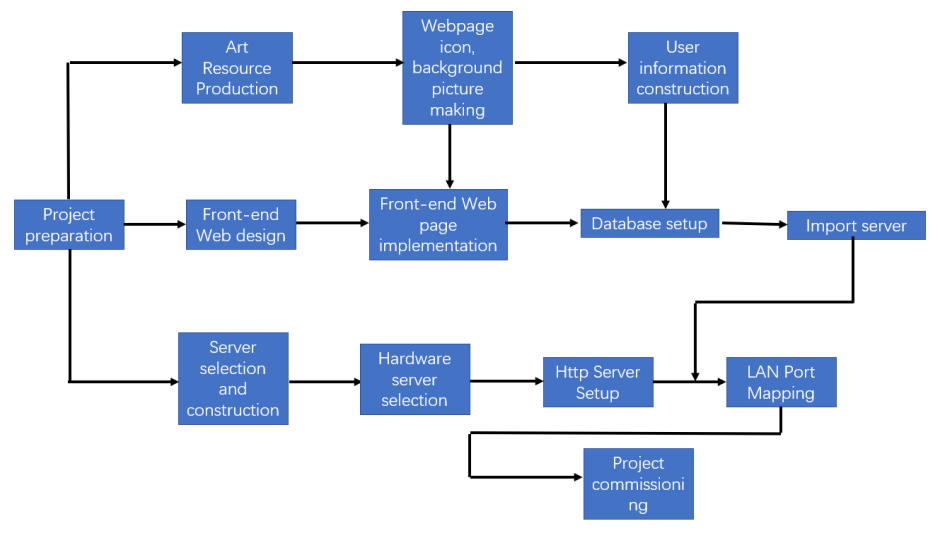 Art
Resource
Production
Webpage
icon,
background
picture
making
User
information
construction
Project
preparation
Front-end
Web design
Front-end Web
page
implementation
Database setup
Import server
Server
selection
and
construction
Hardware
server
selection
Http Server
Setup
LAN Port
Mapping
Project
commissioni
ng